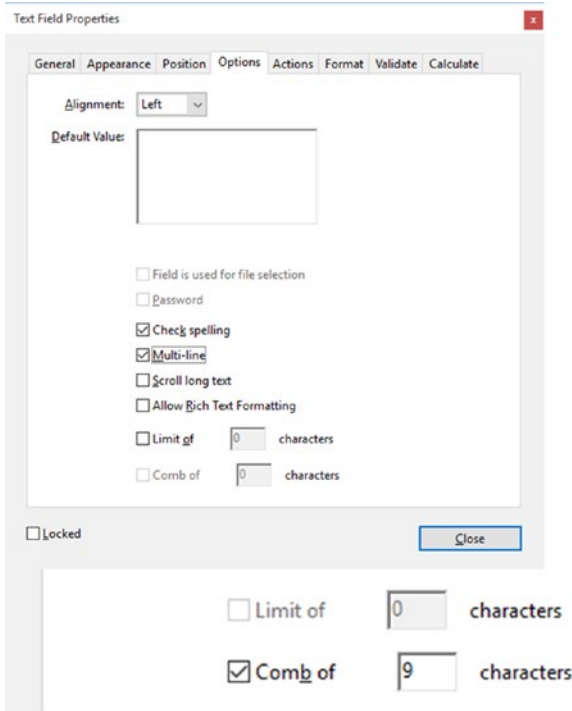 Text Field Properties
x
General Appearance Position Options Actions Format Validate Calculate
Alignment: Left
Default Value:
Field is used for file selection
Password
Check spelling
Multi-line
Scroll long text
Allow Rich Text Formatting
Limit of 0 characters
Comb of 0 characters
Locked
Close
Limit of 0 characters
Comb of 9 characters